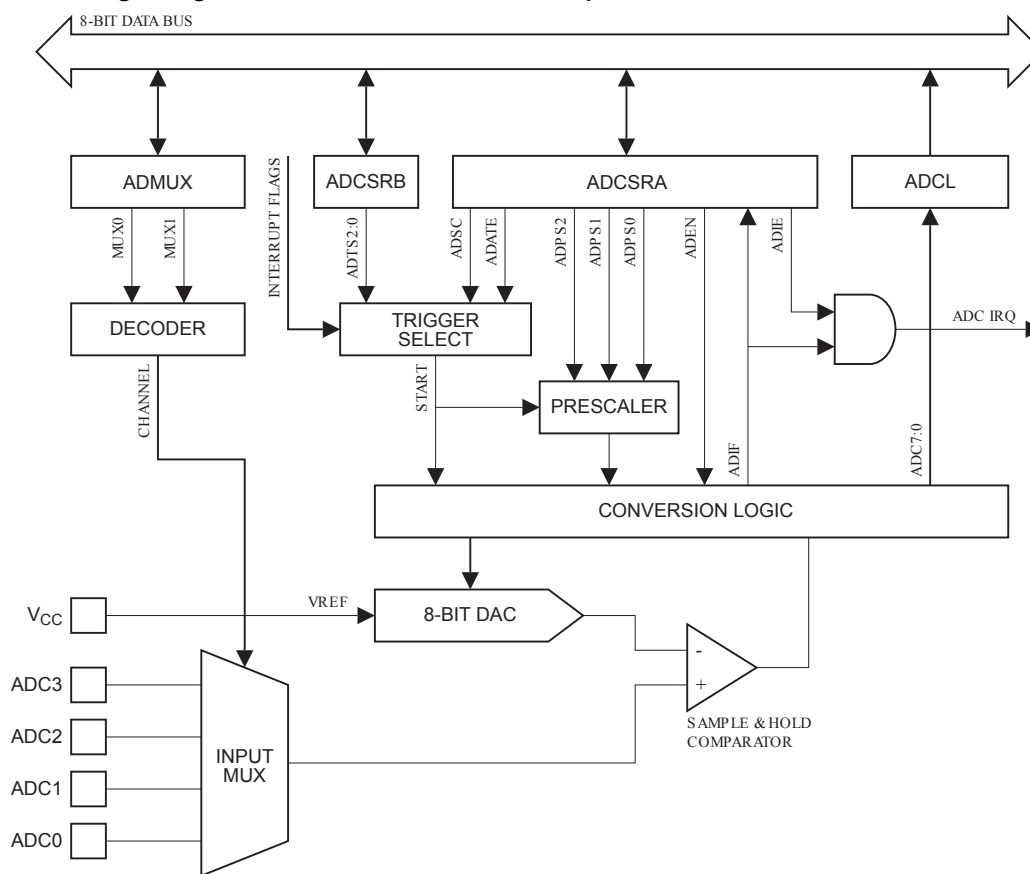 8-BIT DATA BUS
ADMUX
ADCSRB
ADCSRA
ADCL
MUX0
MUX1
INTERRUPT FLAGS
ADTS2:0
ADSC
ADATE
ADPS2
ADPS1
ADPS0
ADEN
ADIE
DECODER
TRIGGER
SELECT
ADC IRQ
CHANNEL
START
PRESCALER
ADIF
ADC7:0
CONVERSION LOGIC
VCC
VREF
8-BIT DAC
-
+
SAMPLE & HOLD
COMPARATOR
ADC3
ADC2
ADC1
ADC0
INPUT
MUX